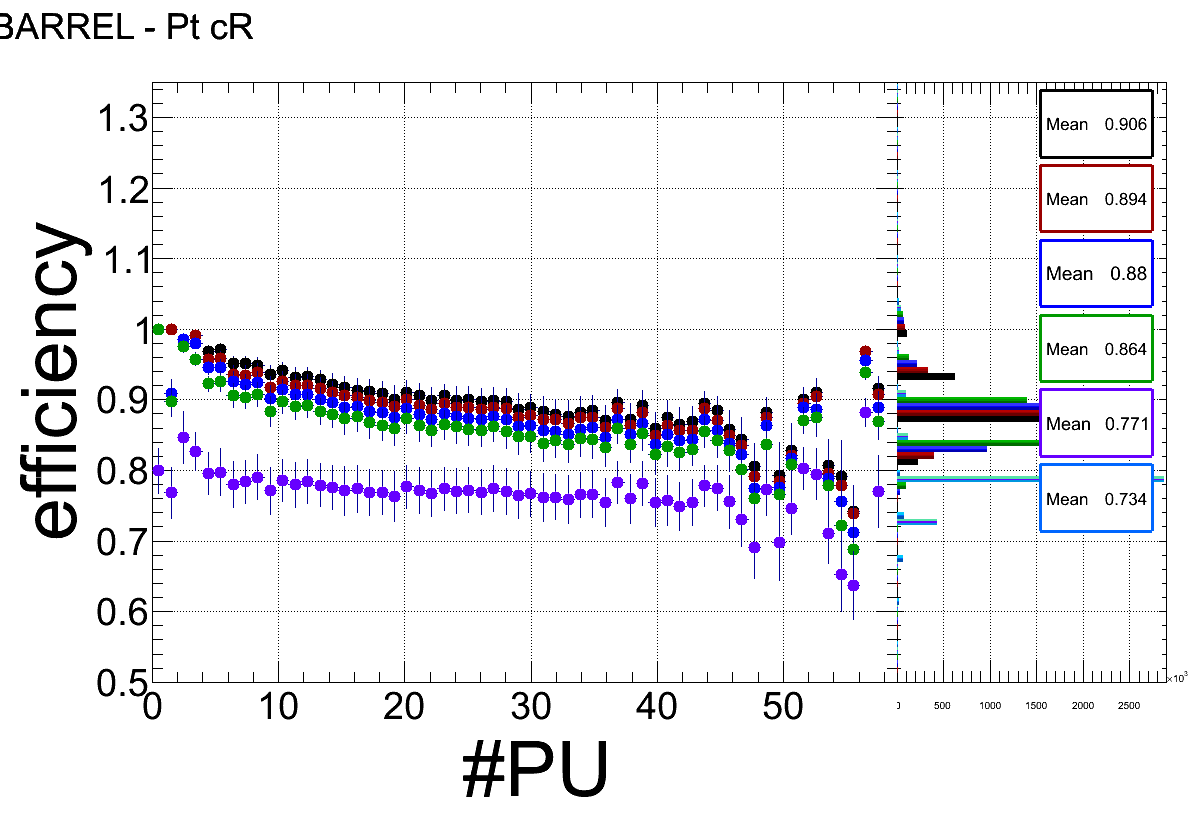 BARREL - Pt cR
efficiency
1.3
1.2
1.1
1
0.9
0.8
0.7
0.6
0.5
0 10 20 30 40 50
#PU
Mean 0.906
Mean 0.894
Mean 0.88
Mean 0.864
Mean 0.771
Mean 0.734
500 1000 1500 2000 2500
×10³